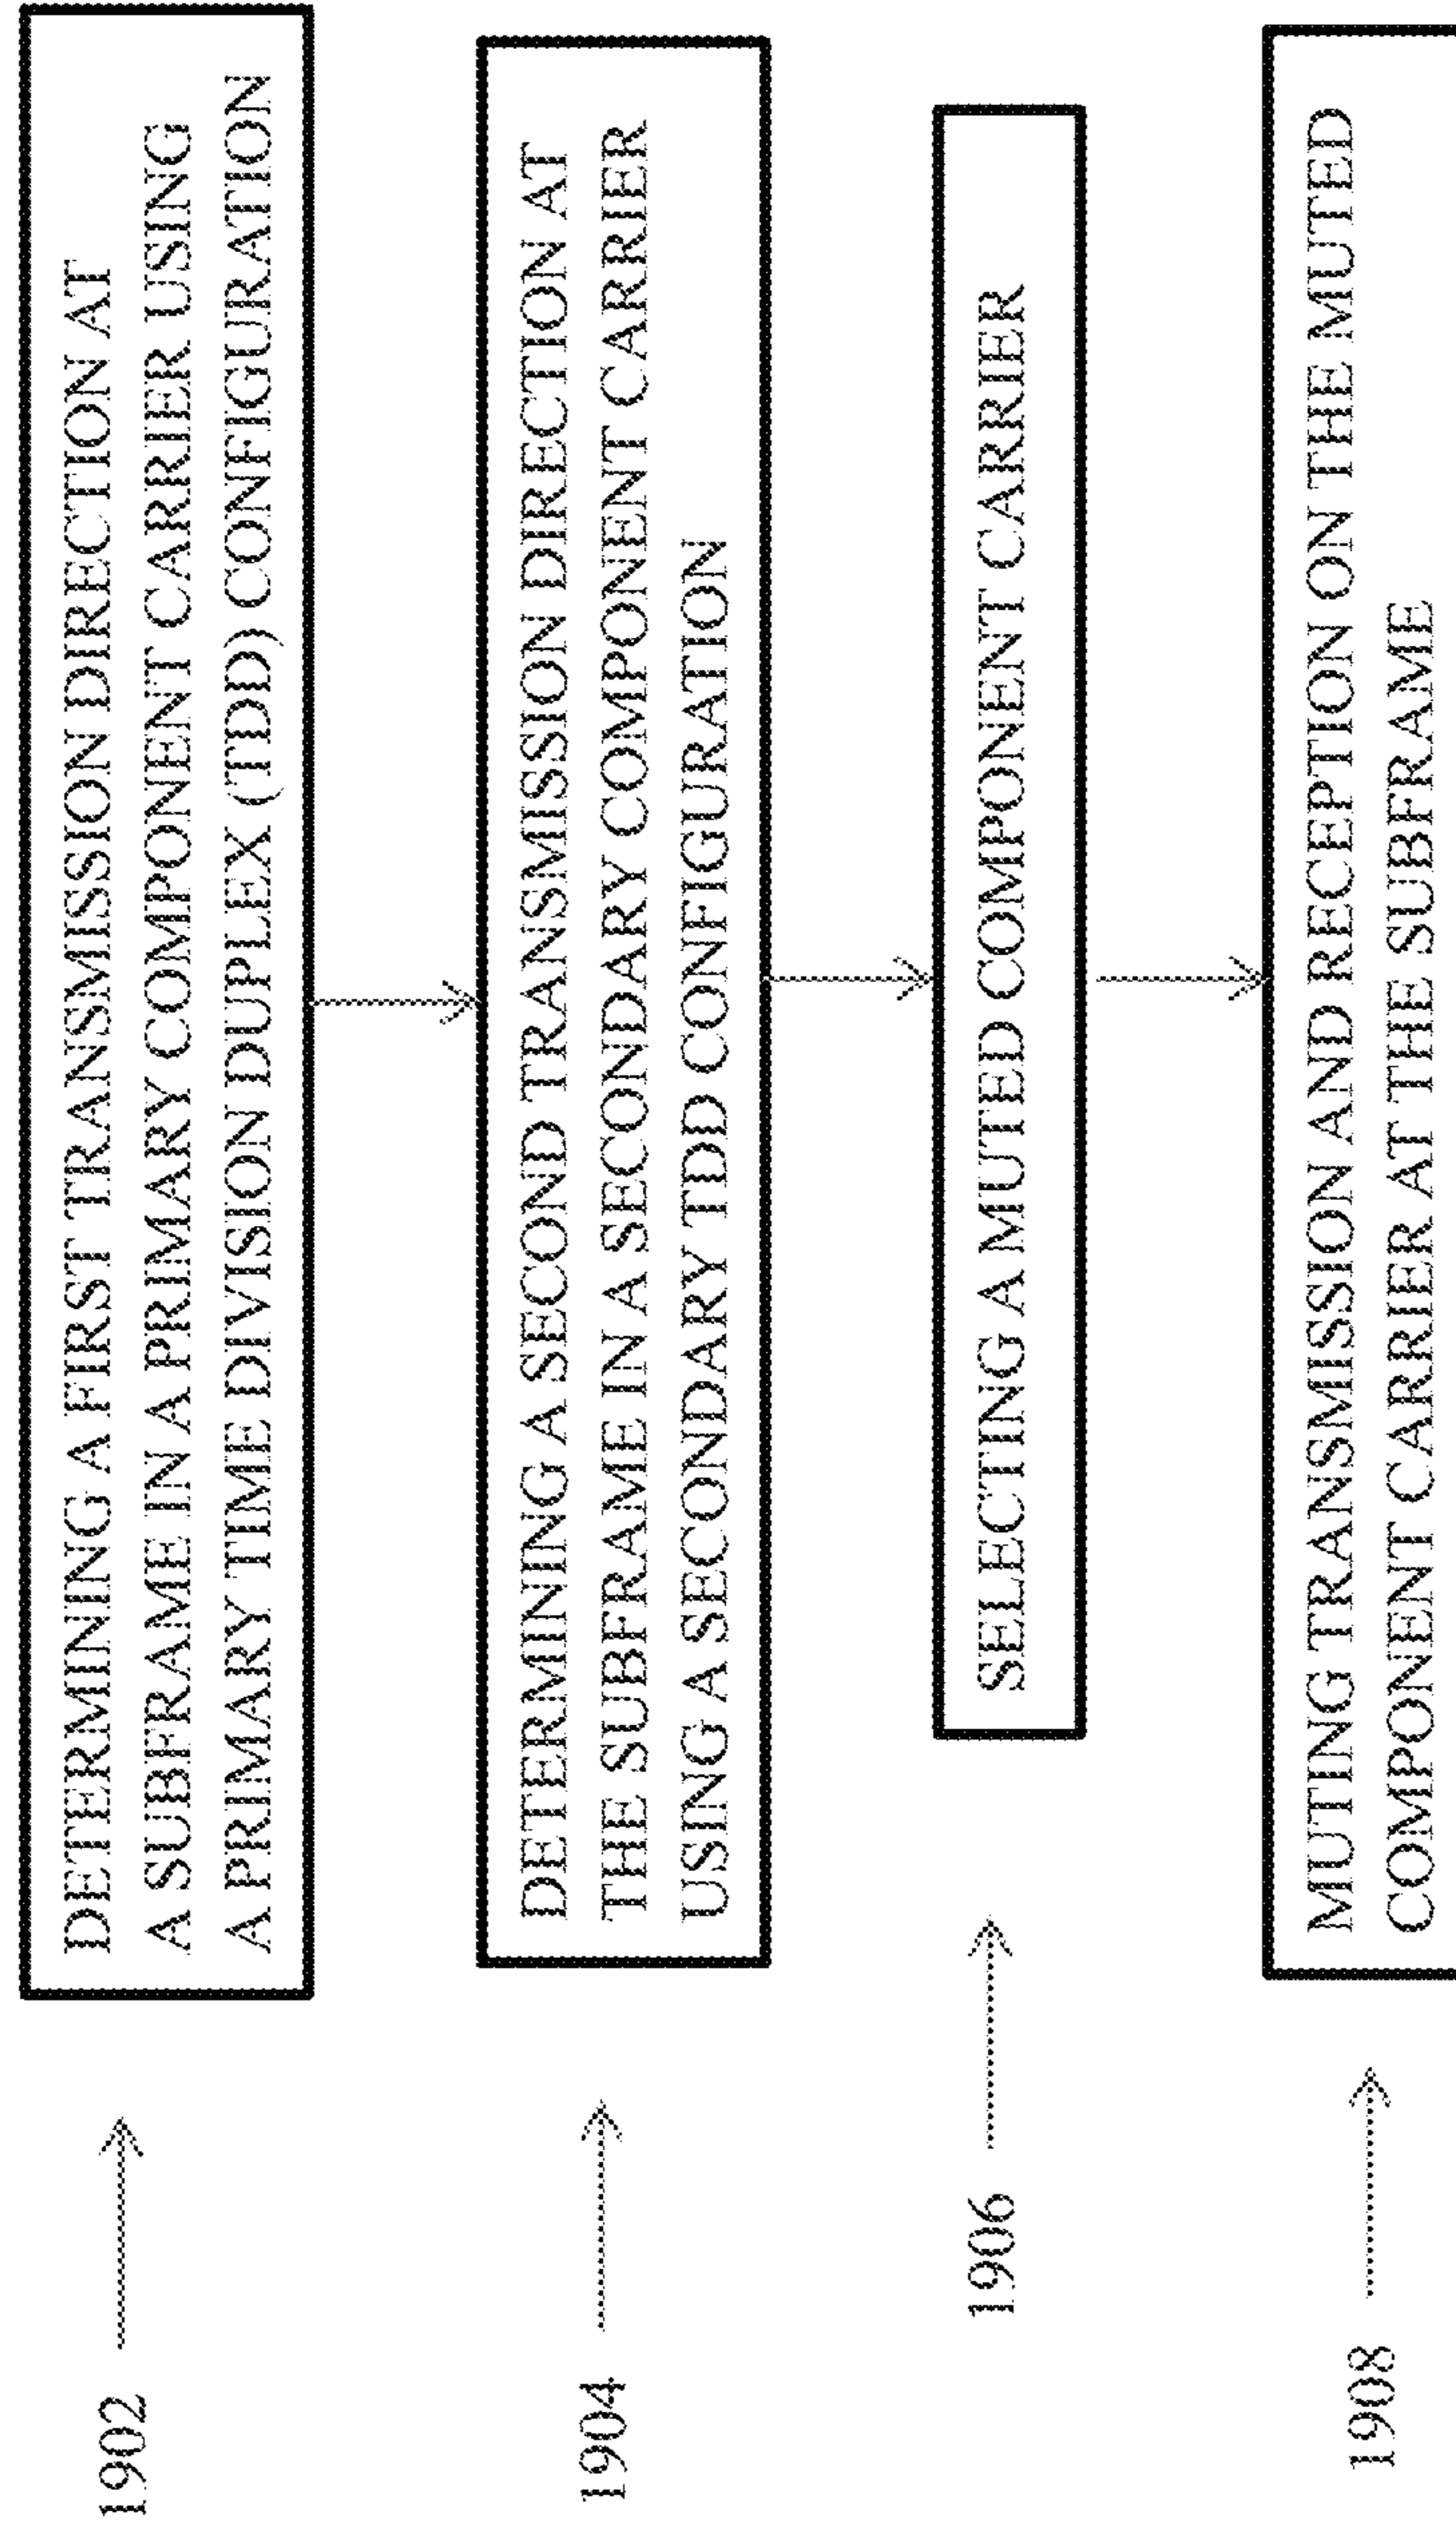 1902
DETERMINING A FIRST TRANSMISSION DIRECTION AT
A SUBFRAME IN A PRIMARY COMPONENT CARRIER USING
A PRIMARY TIME DIVISION DUPLEX (TDD) CONFIGURATION
1904
DETERMINING A SECOND TRANSMISSION DIRECTION AT
THE SUBFRAME IN A SECONDARY COMPONENT CARRIER
USING A SECONDARY TDD CONFIGURATION
1906
SELECTING A MUTED COMPONENT CARRIER
1908
MUTING TRANSMISSION AND RECEPTION ON THE MUTED
COMPONENT CARRIER AT THE SUBFRAME